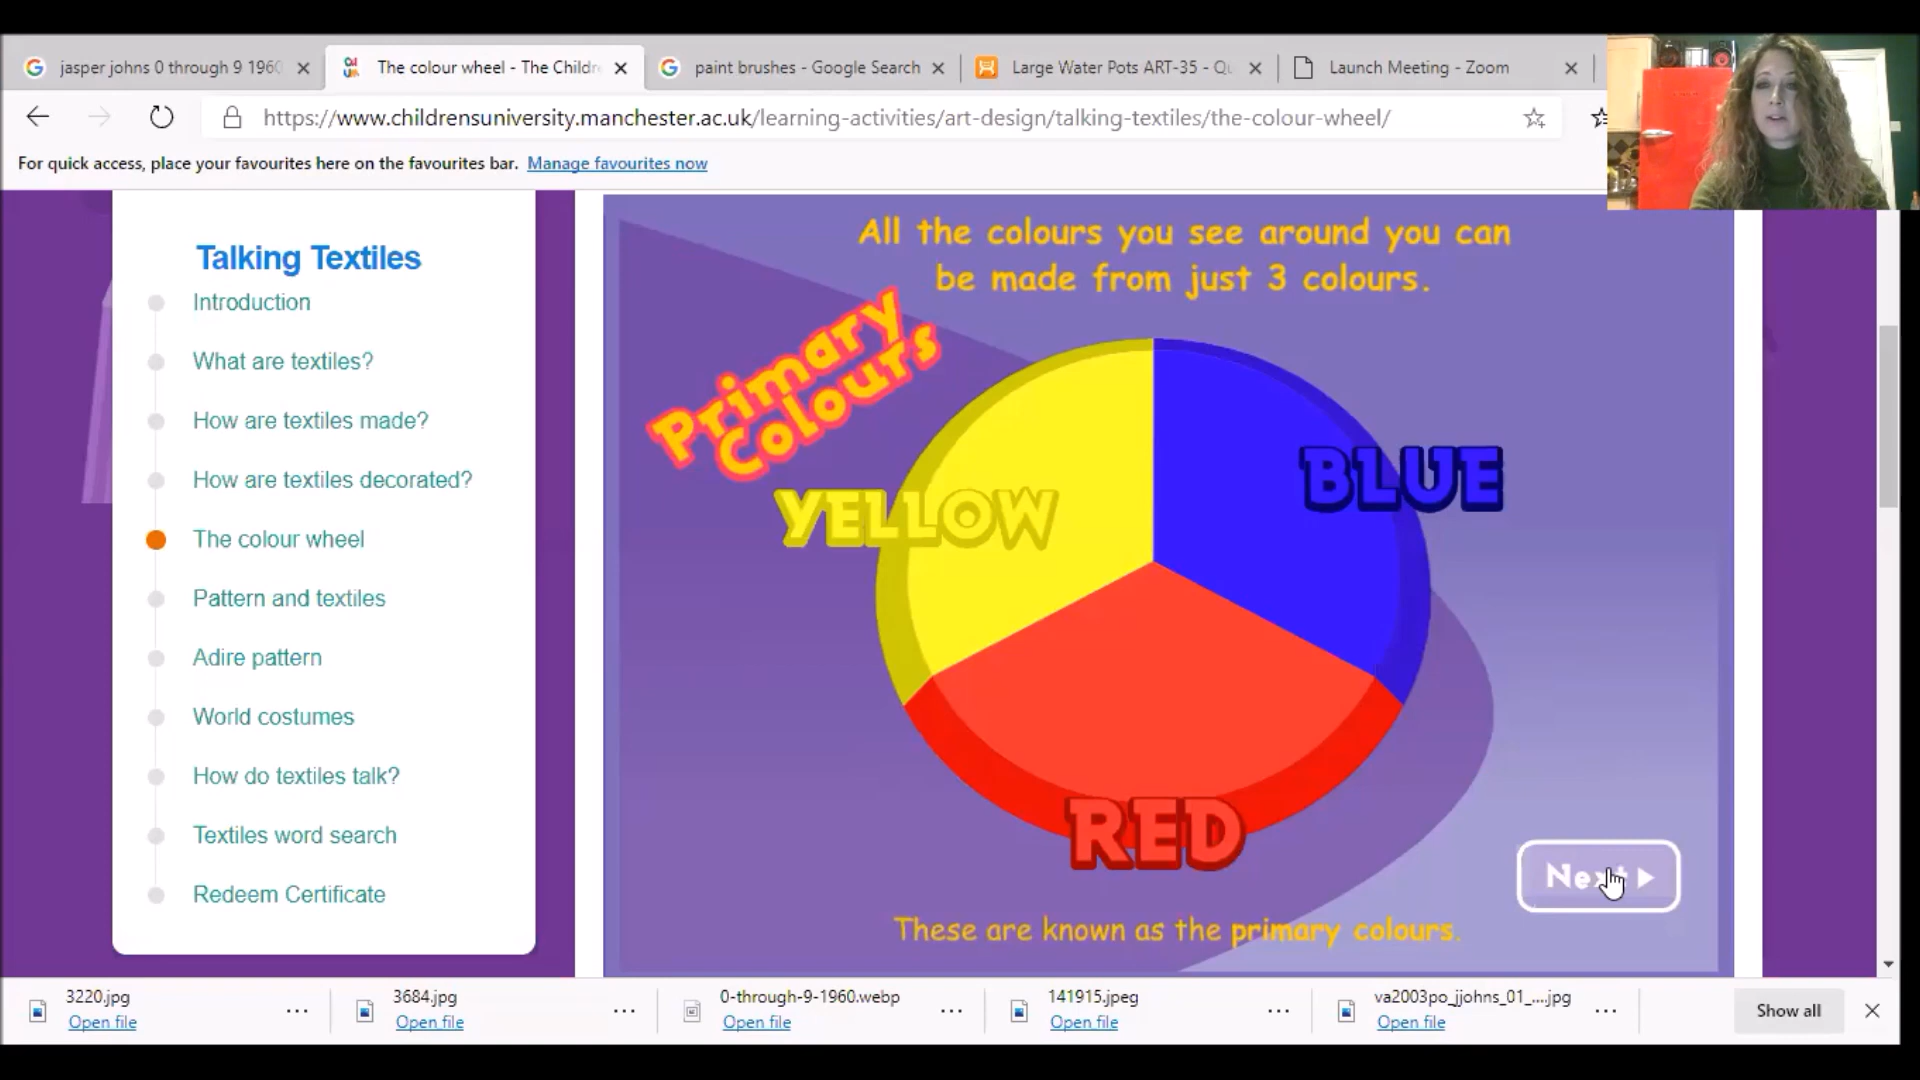 jasper johns 0 through 9 1960
The colour wheel - The Childre
paint brushes - Google Search
Large Water Pots ART-35 - Qu
Launch Meeting - Zoom
https://www.childrensuniversity.manchester.ac.uk/learning-activities/art-design/talking-textiles/the-colour-wheel/
For quick access, place your favourites here on the favourites bar. Manage favourites now
Talking Textiles
Introduction
What are textiles?
How are textiles made?
How are textiles decorated?
The colour wheel
Pattern and textiles
Adire pattern
World costumes
How do textiles talk?
Textiles word search
Redeem Certificate
All the colours you see around you can
be made from just 3 colours.
Primary
Colours
YELLOW
BLUE
RED
Next
These are known as the primary colours.
3220.jpg
Open file
3684.jpg
Open file
0-through-9-1960.webp
Open file
141915.jpeg
Open file
va2003po_jjohns_01_....jpg
Open file
Show all